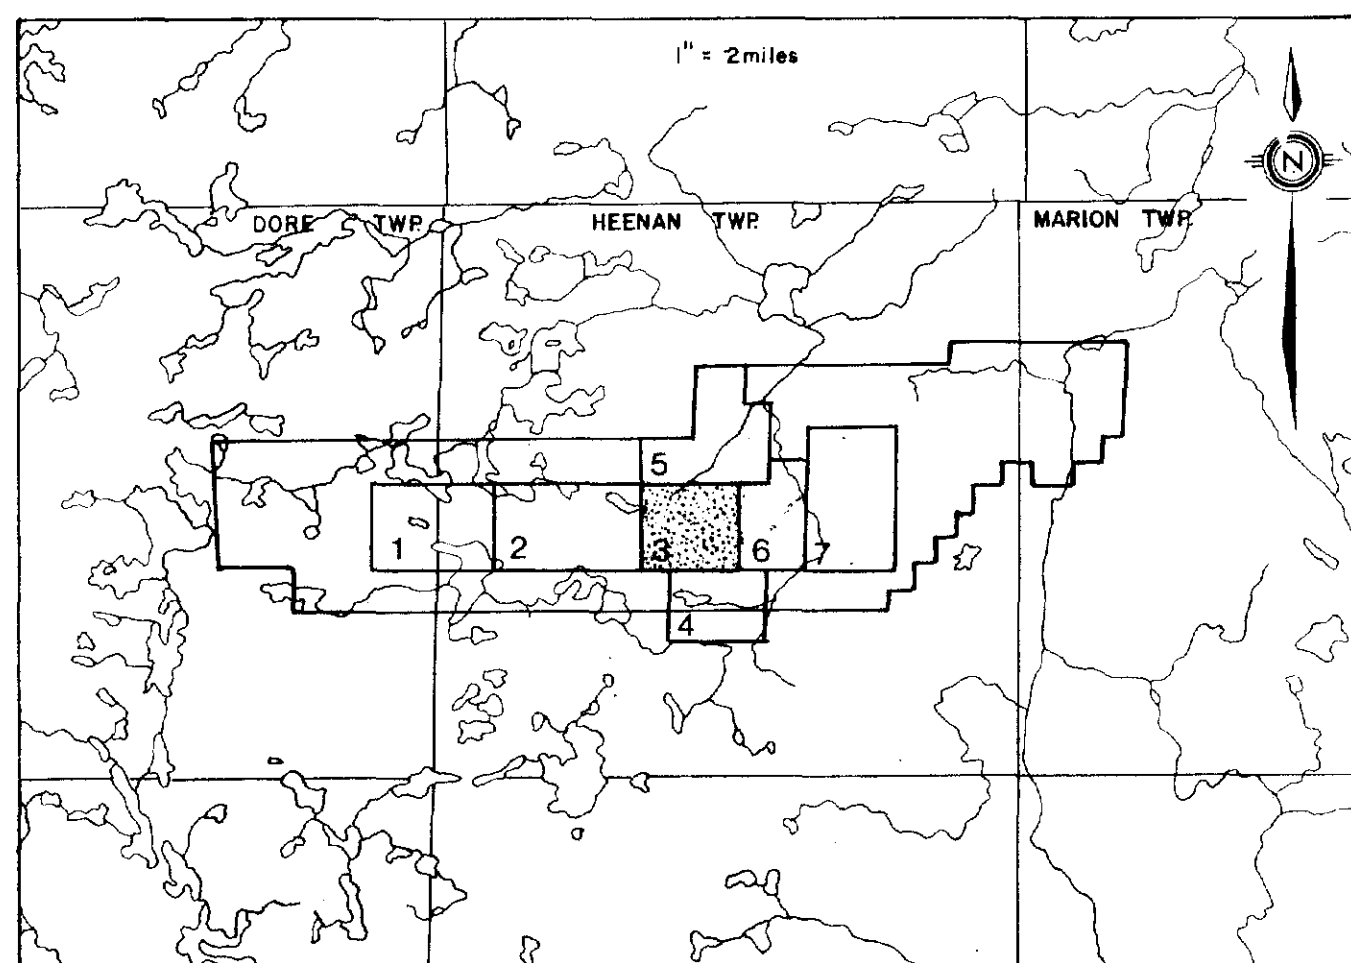 1" = 2miles
N
DORE TWP.
HEENAN TWP.
MARION TWP.
5
1
2
3
6
7
4